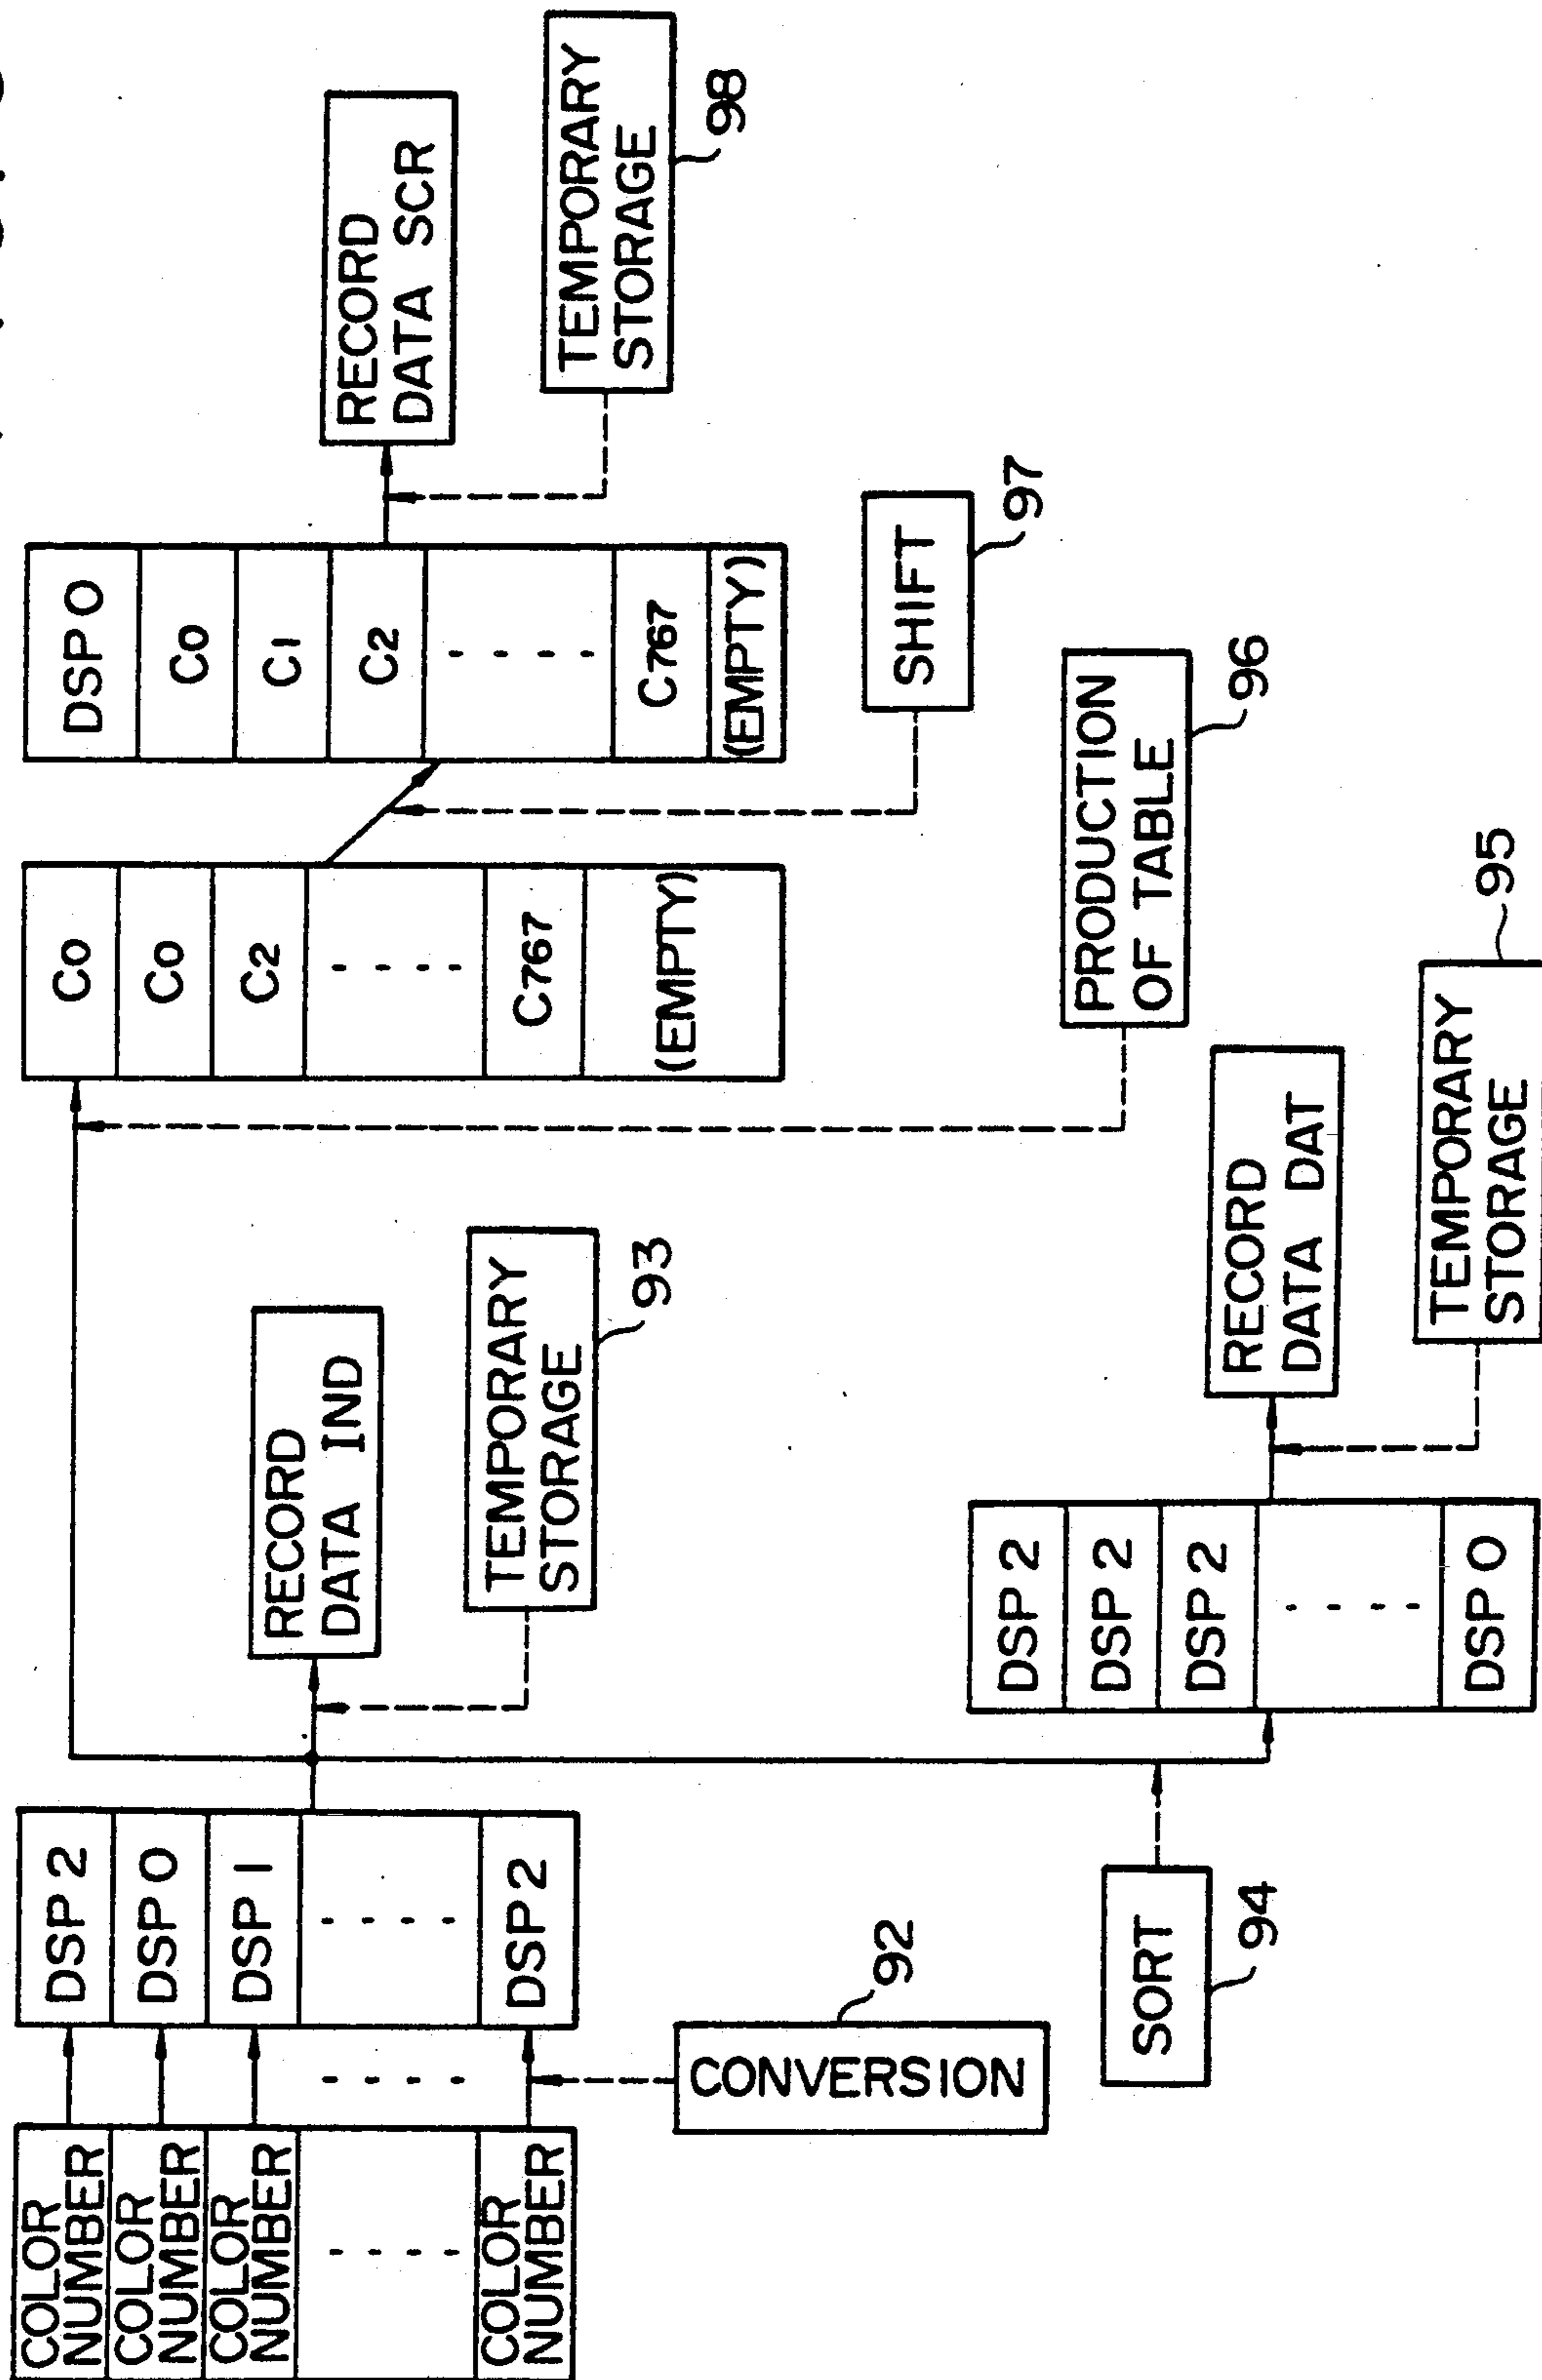 COLOR
NUMBER
COLOR
NUMBER
COLOR
NUMBER
COLOR
NUMBER
CONVERSION
92
DSP 2
DSP 0
DSP 1
DSP 2
SORT
94
RECORD
DATA IND
TEMPORARY
STORAGE
93
DSP 2
DSP 2
DSP 2
DSP 0
RECORD
DATA DAT
TEMPORARY
STORAGE
95
C0
C0
C2
C767
(EMPTY)
PRODUCTION
OF TABLE
96
SHIFT
97
DSP 0
C0
C1
C2
C767
(EMPTY)
RECORD
DATA SCR
TEMPORARY
STORAGE
98